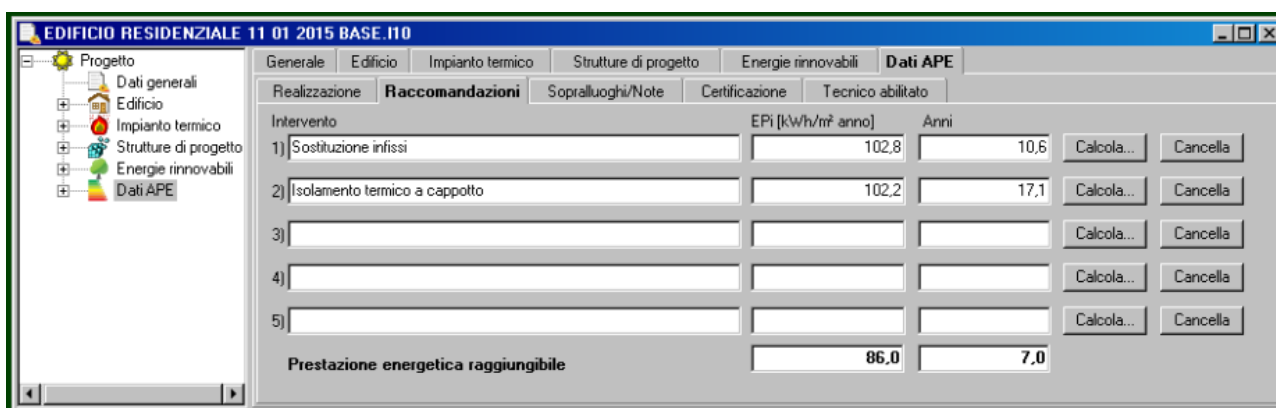 EDIFICIO RESIDENZIALE 11 01 2015 BASE.I10
Progetto
Dati generali
Edificio
Impianto termico
Strutture di progetto
Energie rinnovabili
Dati APE
Generale Edificio Impianto termico Strutture di progetto Energie rinnovabili Dati APE
Realizzazione Raccomandazioni Sopralluoghi/Note Certificazione Tecnico abilitato
Intervento EPi [kWh/m² anno] Anni
1) Sostituzione infissi 102,8 10,6 Calcola... Cancella
2) Isolamento termico a cappotto 102,2 17,1 Calcola... Cancella
3) Calcola... Cancella
4) Calcola... Cancella
5) Calcola... Cancella
Prestazione energetica raggiungibile 86,0 7,0